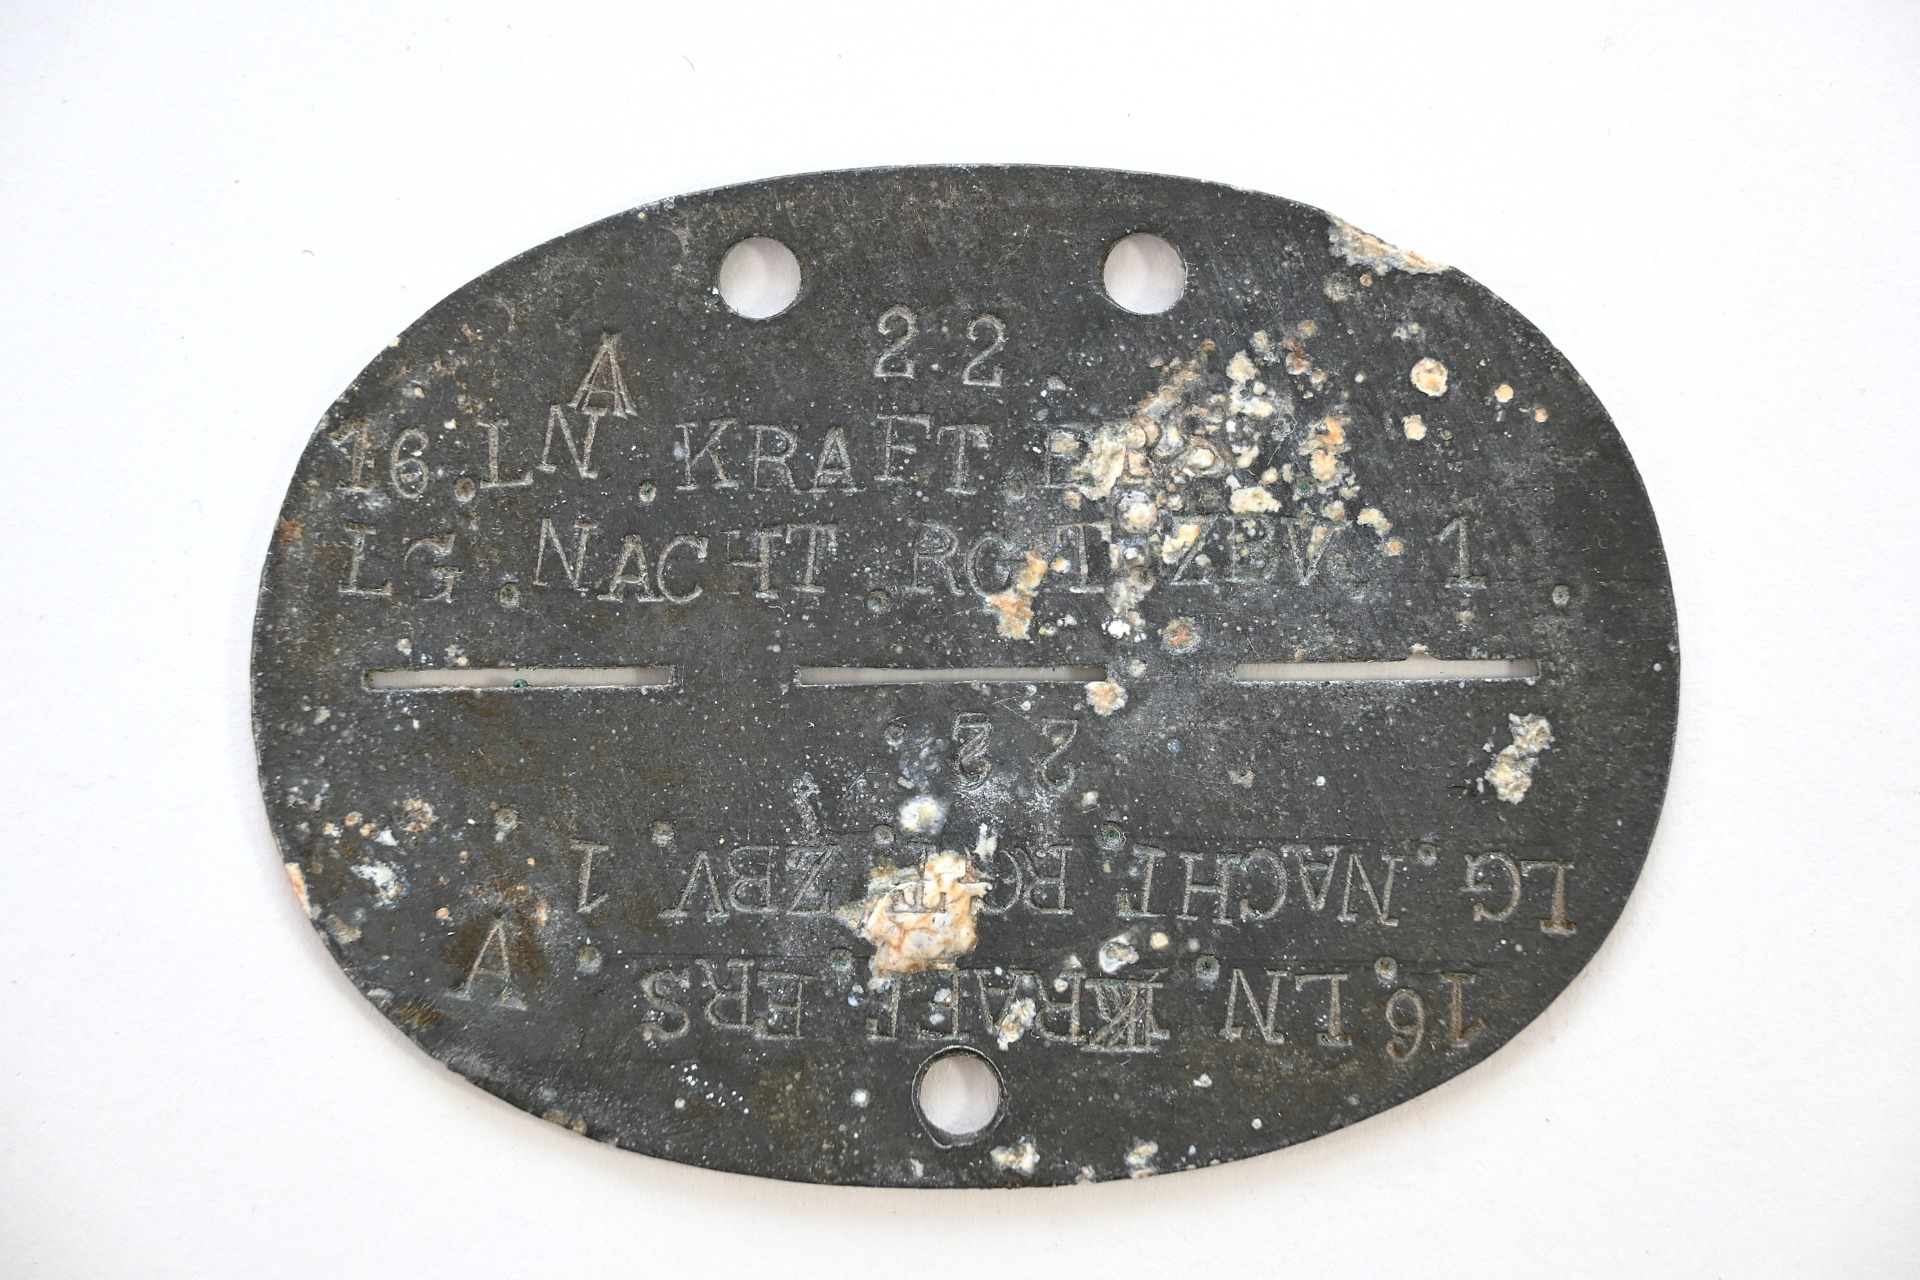 22
A
16.LN.KRAFT.
LG.NACHT.RGT.ZBV. 1.
22.
LG.NACHT.RGT.ZBV.1.
16.LN.KRAFT.ERS.
A